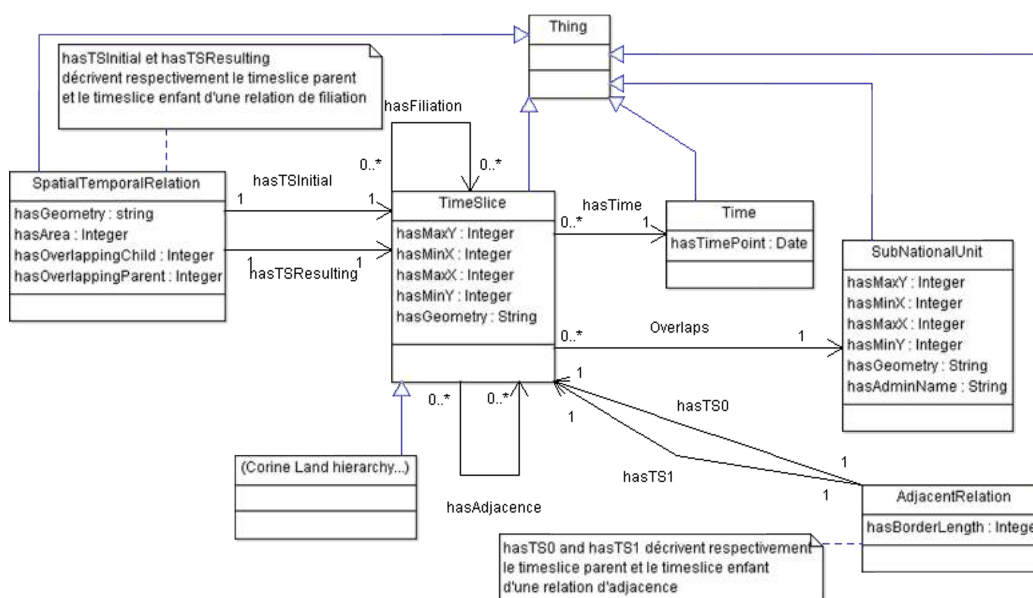 Thing
hasTSInitial et hasTSResulting
décrivent respectivement le timeslice parent
et le timeslice enfant d'une relation de filiation
hasFiliation
0..*
0..*
SpatialTemporalRelation
hasGeometry : string
hasArea : Integer
hasOverlappingChild : Integer
hasOverlappingParent : Integer
hasTSInitial
1
1
1
1
hasTSResulting
TimeSlice
hasMaxY : Integer
hasMinX : Integer
hasMaxX : Integer
hasMinY : Integer
hasGeometry : String
hasTime
0..*
1
Time
hasTimePoint : Date
SubNationalUnit
hasMaxY : Integer
hasMinX : Integer
hasMaxX : Integer
hasMinY : Integer
hasGeometry : String
hasAdminName : String
Overlaps
0..*
1
1
hasTS0
1
1
hasTS1
1
0..*
0..*
hasAdjacence
(Corine Land hierarchy...)
AdjacentRelation
hasBorderLength : Intege
hasTS0 and hasTS1 décrivent respectivement
le timeslice parent et le timeslice enfant
d'une relation d'adjacence